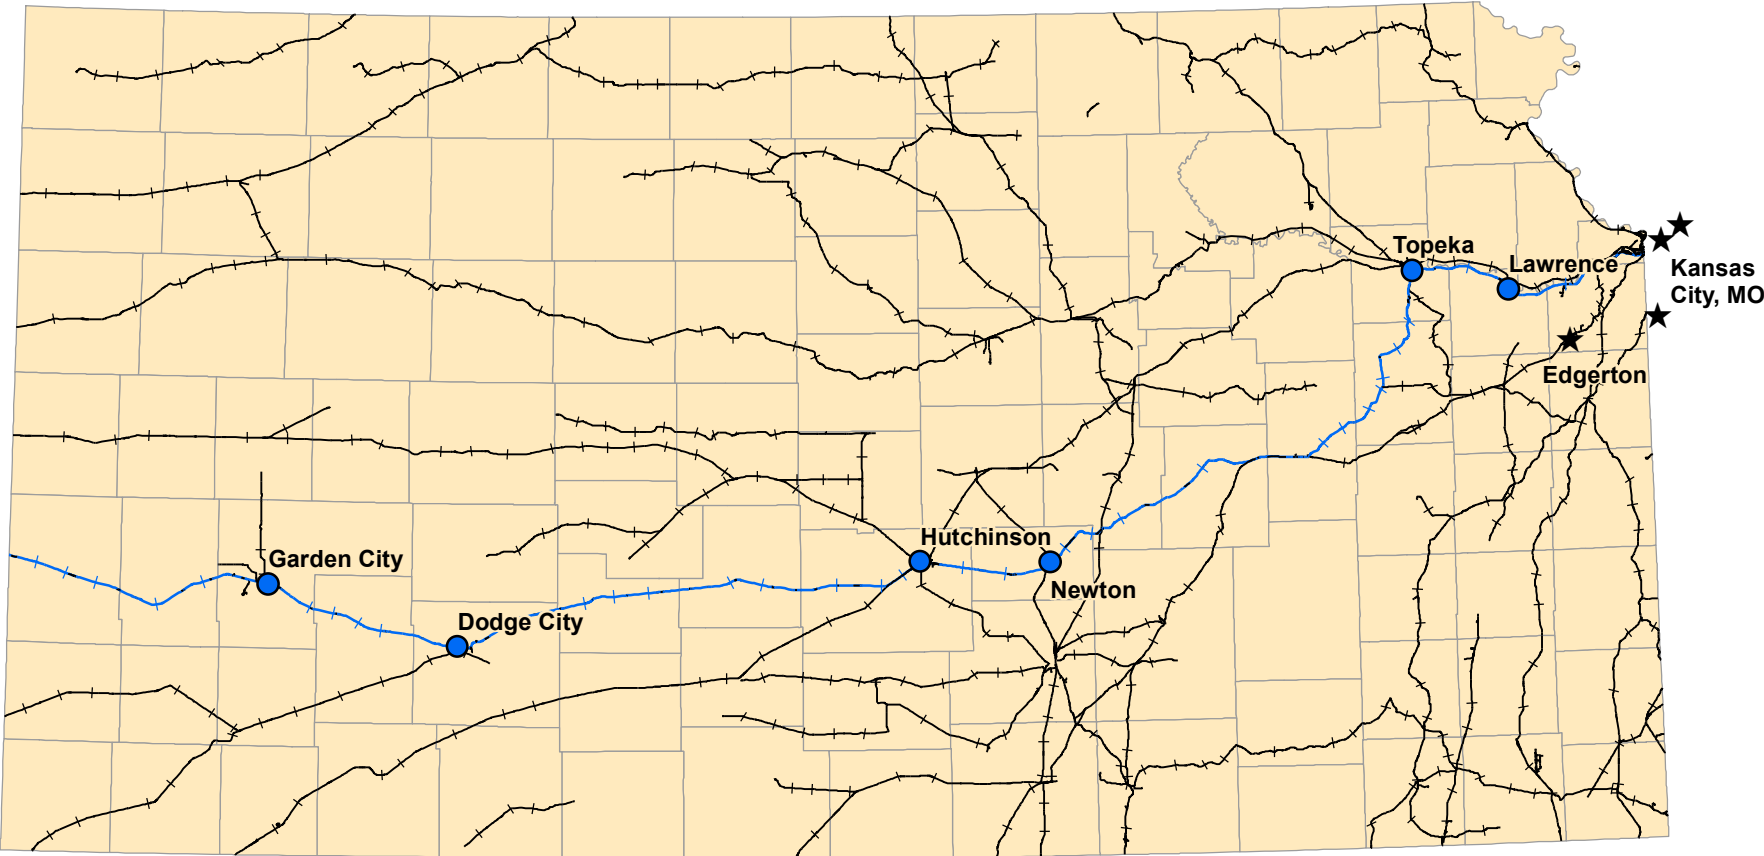 Topeka
Lawrence
Kansas
City, MO
Edgerton
Hutchinson
Garden City
Newton
Dodge City